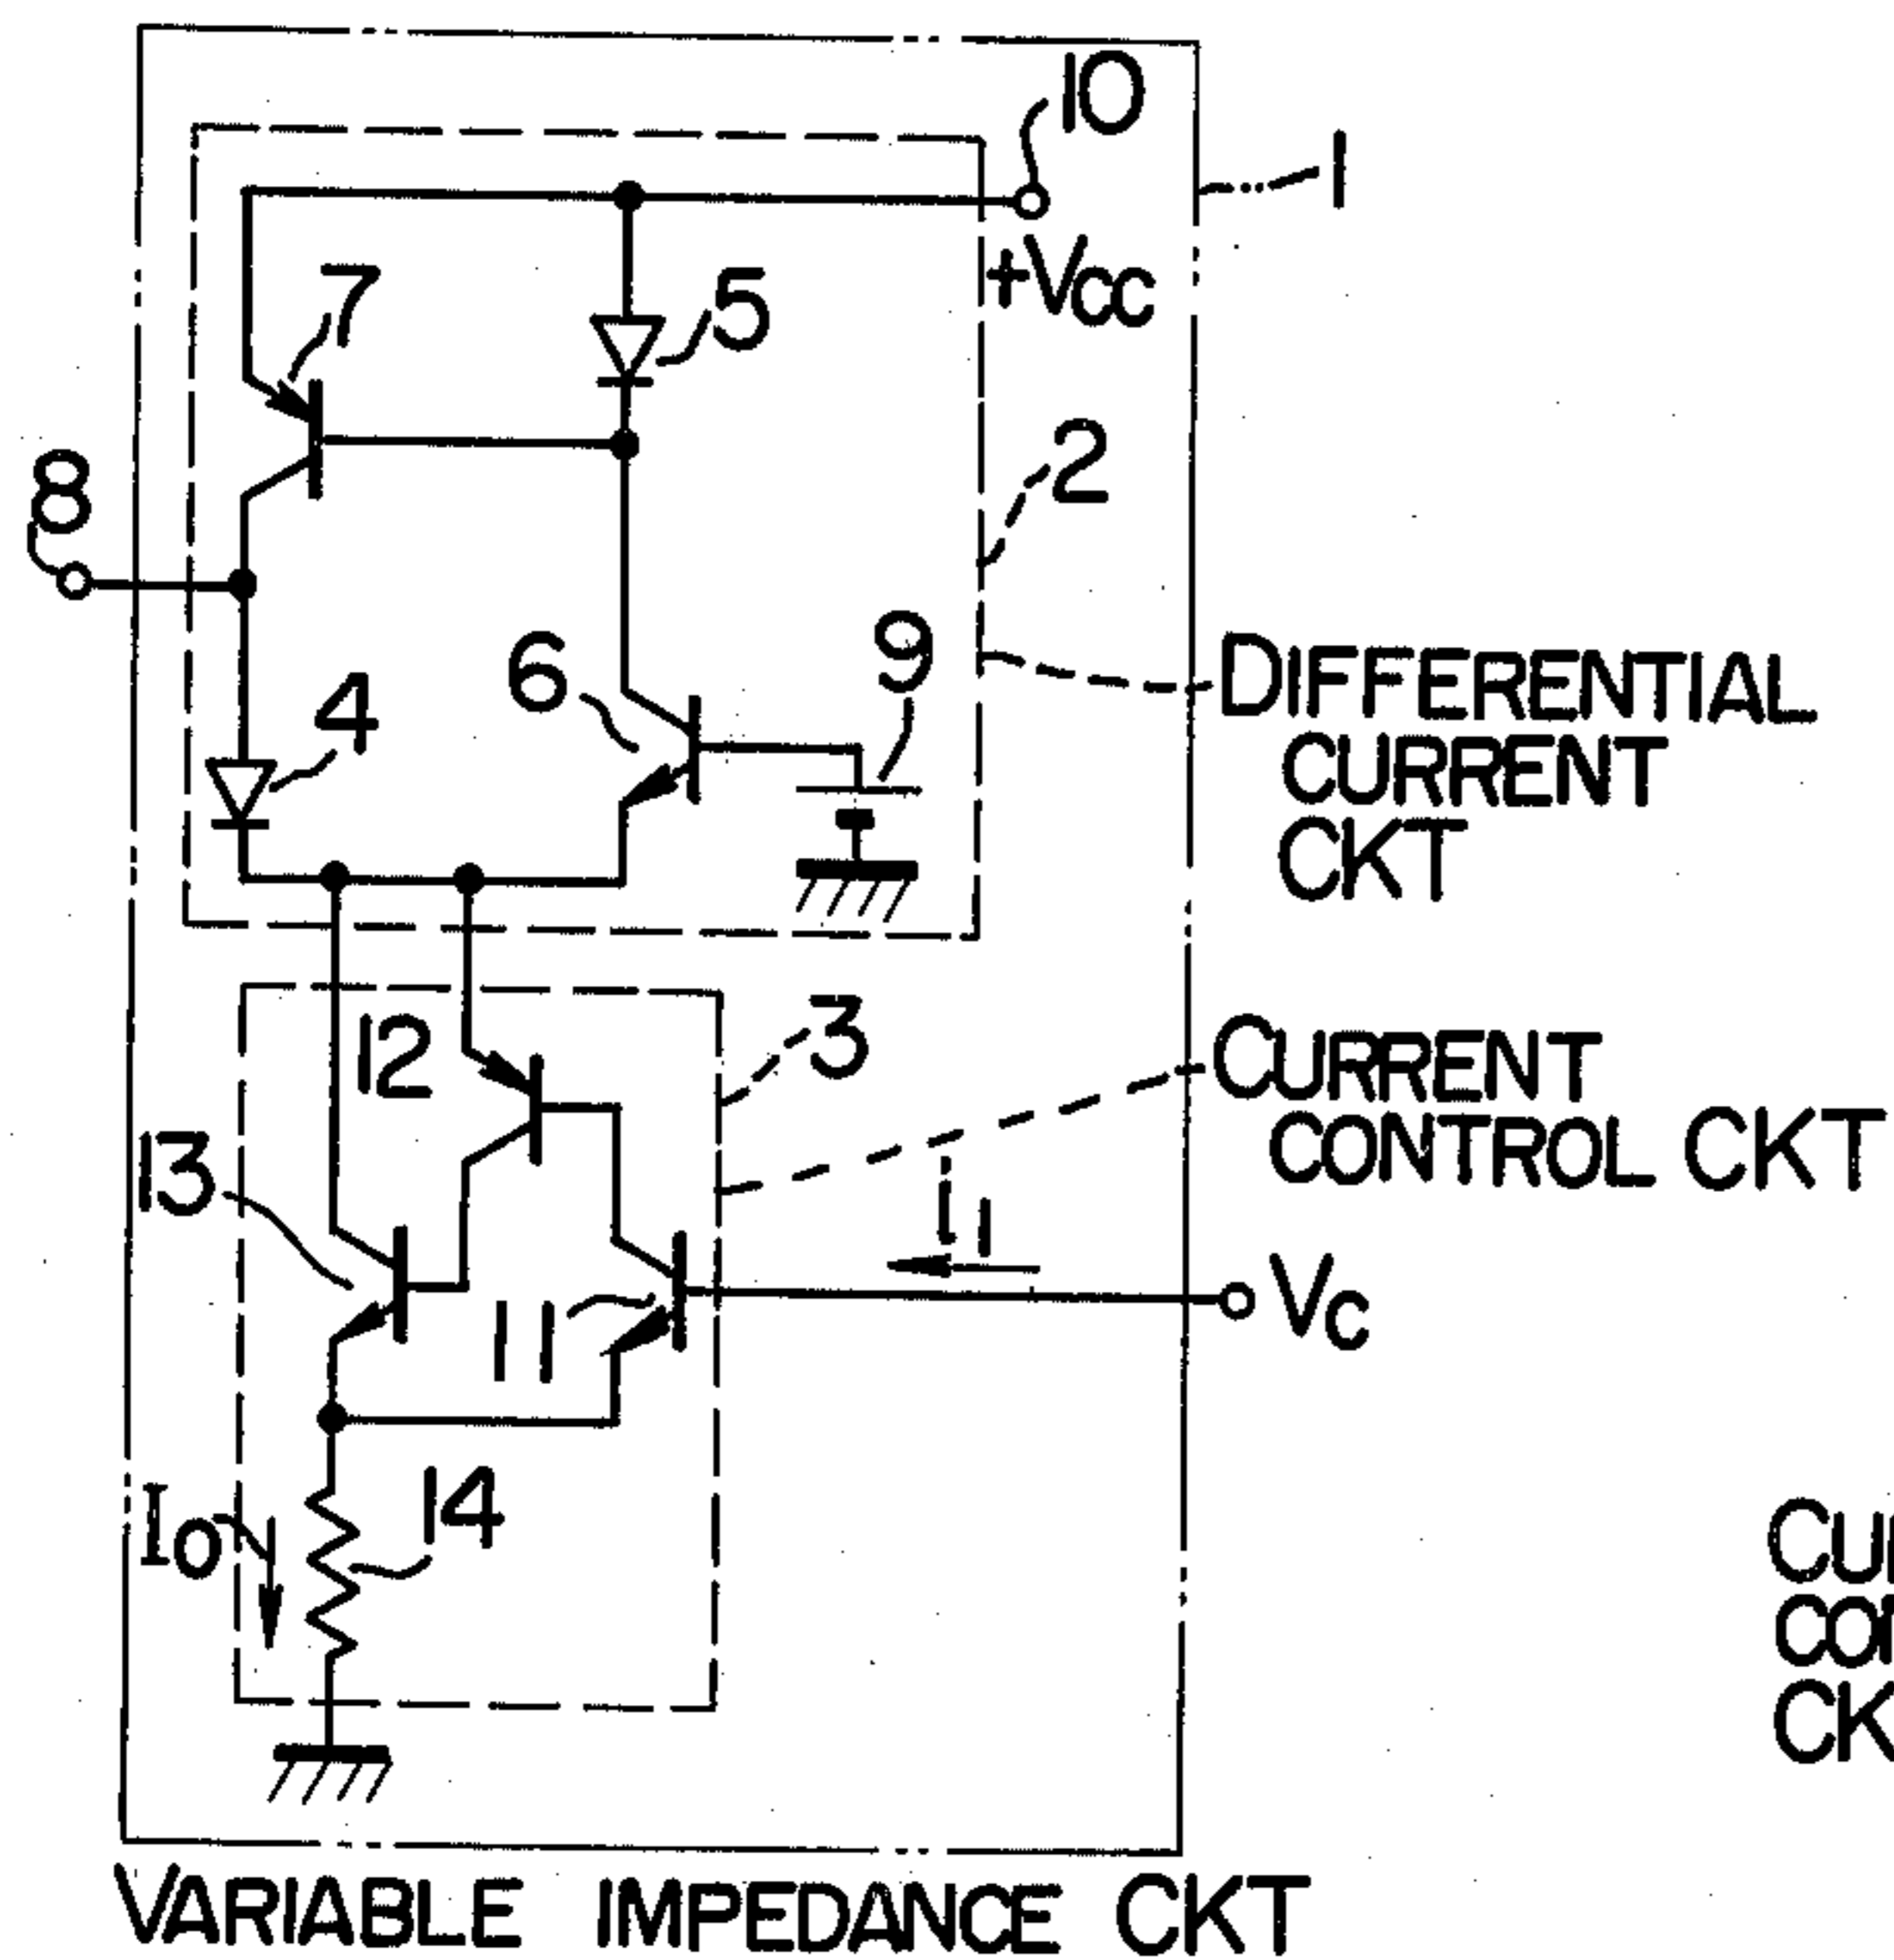 10
1
+Vcc
7
5
2
8
9
6
4
DIFFERENTIAL
CURRENT
CKT
3
12
CURRENT
CONTROL CKT
13
i1
11
Vc
14
Io
VARIABLE IMPEDANCE CKT